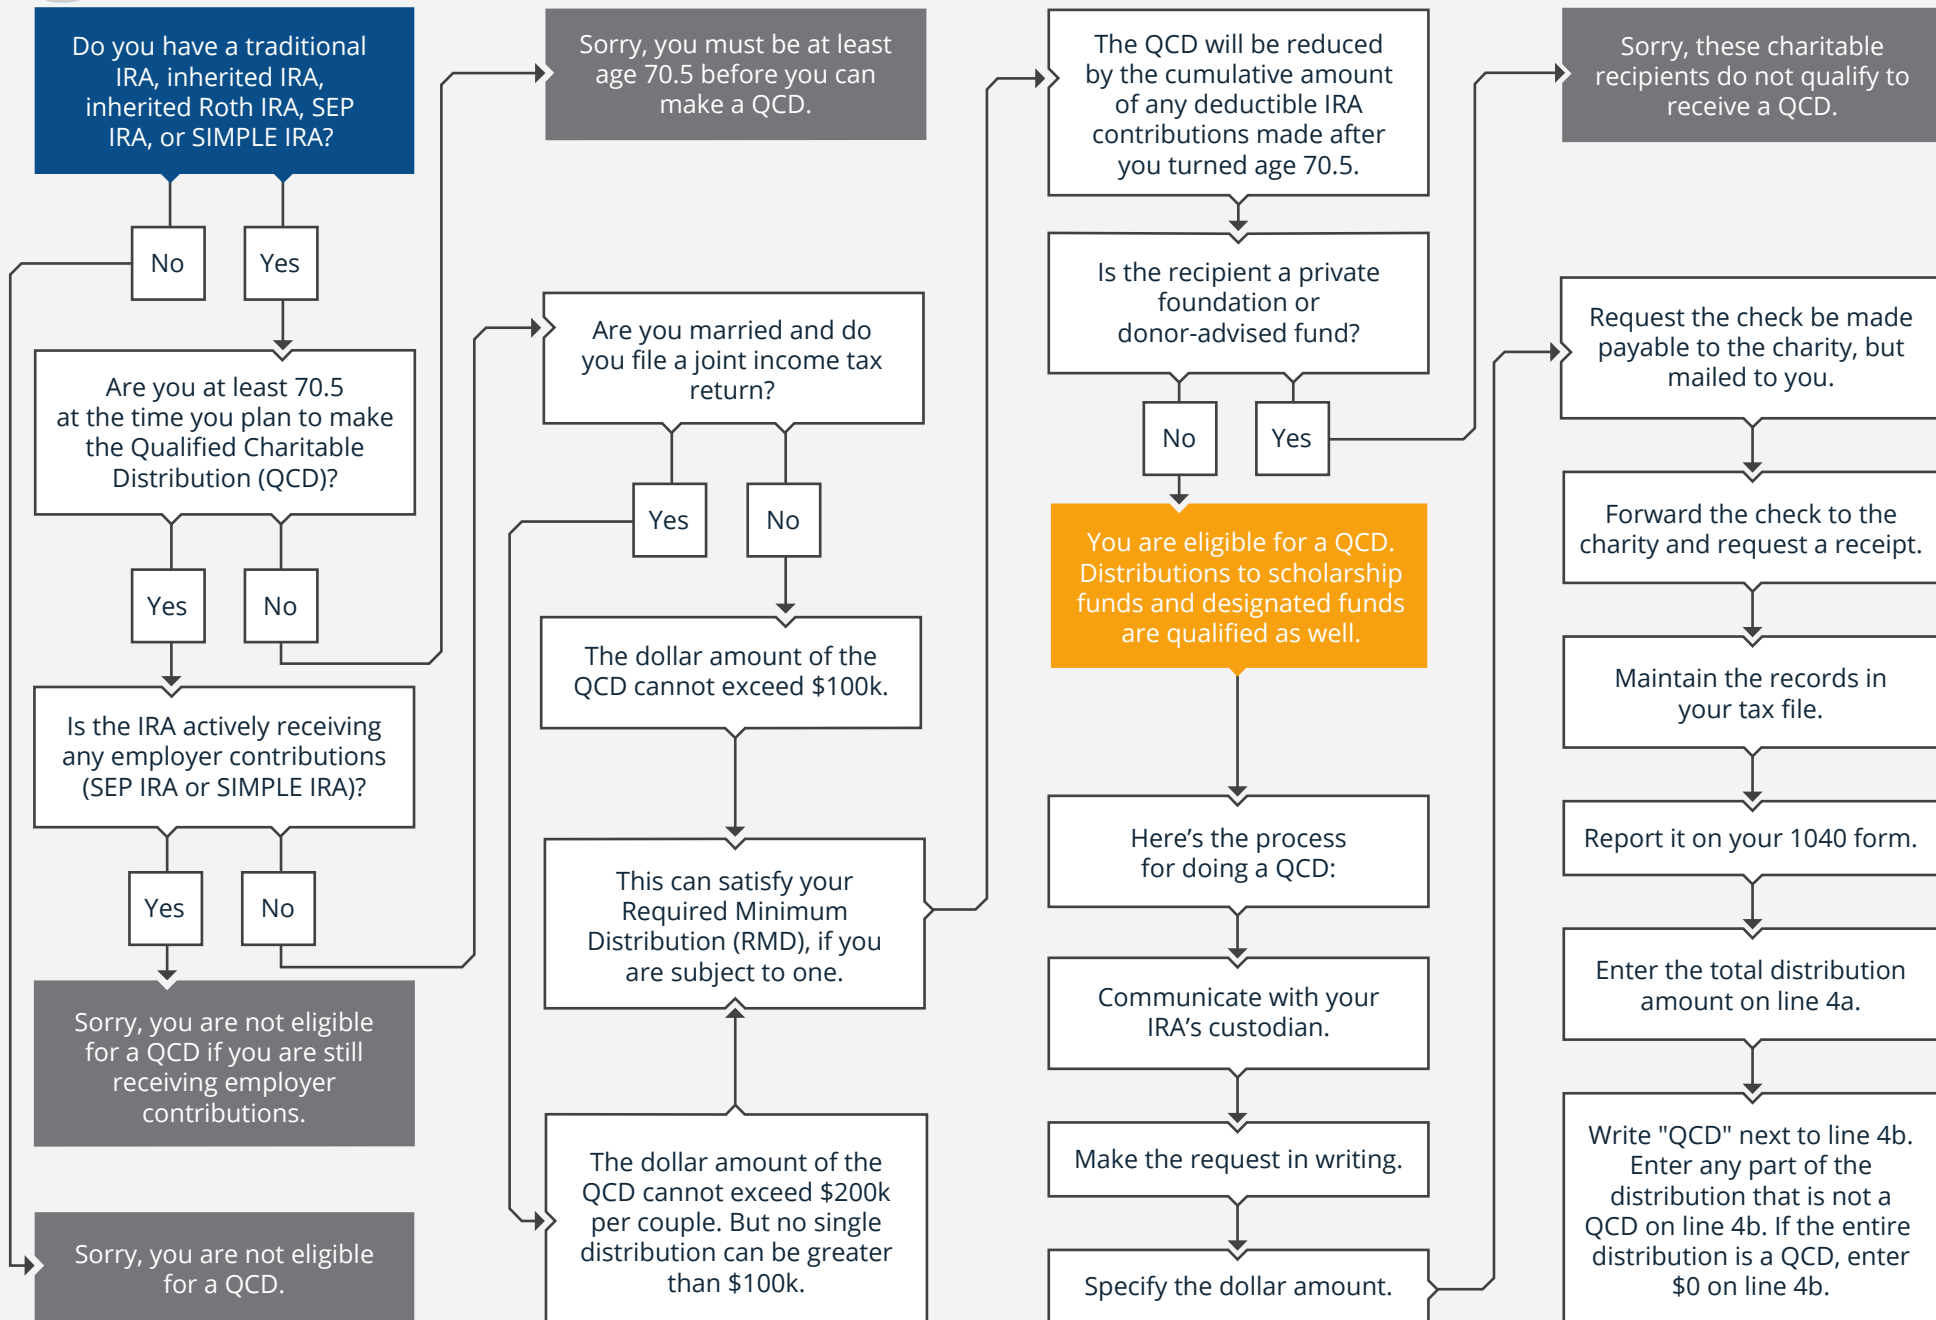 Do you have a traditional
IRA, inherited IRA,
inherited Roth IRA, SEP
IRA, or SIMPLE IRA?
No
Yes
Are you at least 70.5
at the time you plan to make
the Qualified Charitable
Distribution (QCD)?
Yes
No
Is the IRA actively receiving
any employer contributions
(SEP IRA or SIMPLE IRA)?
Yes
No
Sorry, you are not eligible
for a QCD if you are still
receiving employer
contributions.
Sorry, you are not eligible
for a QCD.
Sorry, you must be at least
age 70.5 before you can
make a QCD.
Are you married and do
you file a joint income tax
return?
Yes
No
The dollar amount of the
QCD cannot exceed $100k.
This can satisfy your
Required Minimum
Distribution (RMD), if you
are subject to one.
The dollar amount of the
QCD cannot exceed $200k
per couple. But no single
distribution can be greater
than $100k.
The QCD will be reduced
by the cumulative amount
of any deductible IRA
contributions made after
you turned age 70.5.
Is the recipient a private
foundation or
donor-advised fund?
No
Yes
You are eligible for a QCD.
Distributions to scholarship
funds and designated funds
are qualified as well.
Here’s the process
for doing a QCD:
Communicate with your
IRA’s custodian.
Make the request in writing.
Specify the dollar amount.
Sorry, these charitable
recipients do not qualify to
receive a QCD.
Request the check be made
payable to the charity, but
mailed to you.
Forward the check to the
charity and request a receipt.
Maintain the records in
your tax file.
Report it on your 1040 form.
Enter the total distribution
amount on line 4a.
Write "QCD" next to line 4b.
Enter any part of the
distribution that is not a
QCD on line 4b. If the entire
distribution is a QCD, enter
$0 on line 4b.